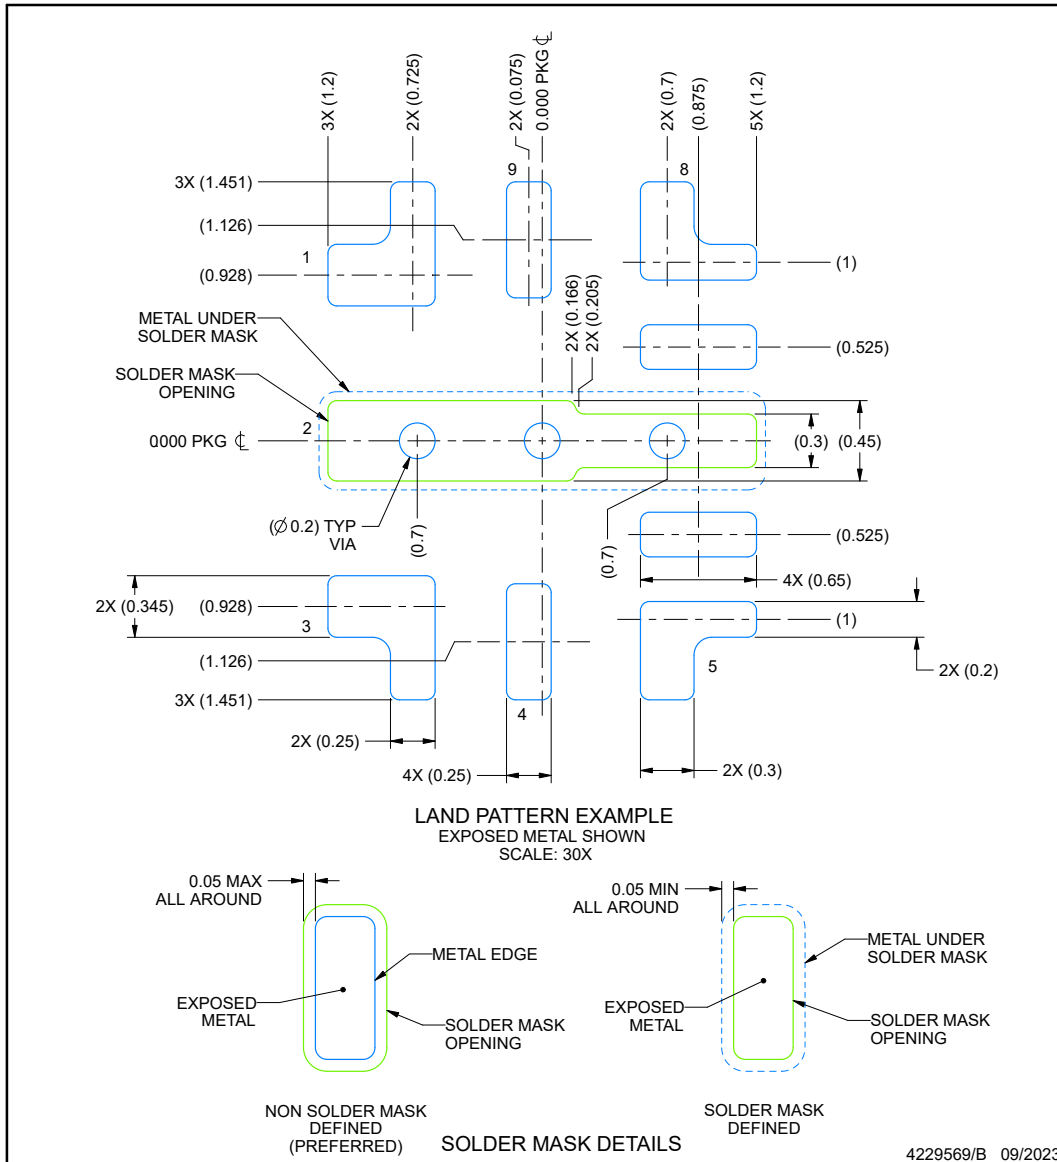 3X (1.2)
2X (0.725)
2X (0.075)
0.000 PKG ℄
2X (0.7)
(0.875)
5X (1.2)
3X (1.451)
9
8
(1.126)
1
(0.928)
(1)
METAL UNDER
SOLDER MASK
2X (0.166)
2X (0.205)
(0.525)
SOLDER MASK
OPENING
2
0000 PKG ℄
(0.3)
(0.45)
(Ø 0.2) TYP
VIA
(0.7)
(0.7)
(0.525)
4X (0.65)
2X (0.345)
(0.928)
3
(1)
(1.126)
5
2X (0.2)
3X (1.451)
4
2X (0.25)
4X (0.25)
2X (0.3)
LAND PATTERN EXAMPLE
EXPOSED METAL SHOWN
SCALE: 30X
0.05 MAX
ALL AROUND
METAL EDGE
EXPOSED
METAL
SOLDER MASK
OPENING
NON SOLDER MASK
DEFINED
(PREFERRED)
0.05 MIN
ALL AROUND
METAL UNDER
SOLDER MASK
EXPOSED
METAL
SOLDER MASK
OPENING
SOLDER MASK
DEFINED
SOLDER MASK DETAILS
4229569/B 09/2023